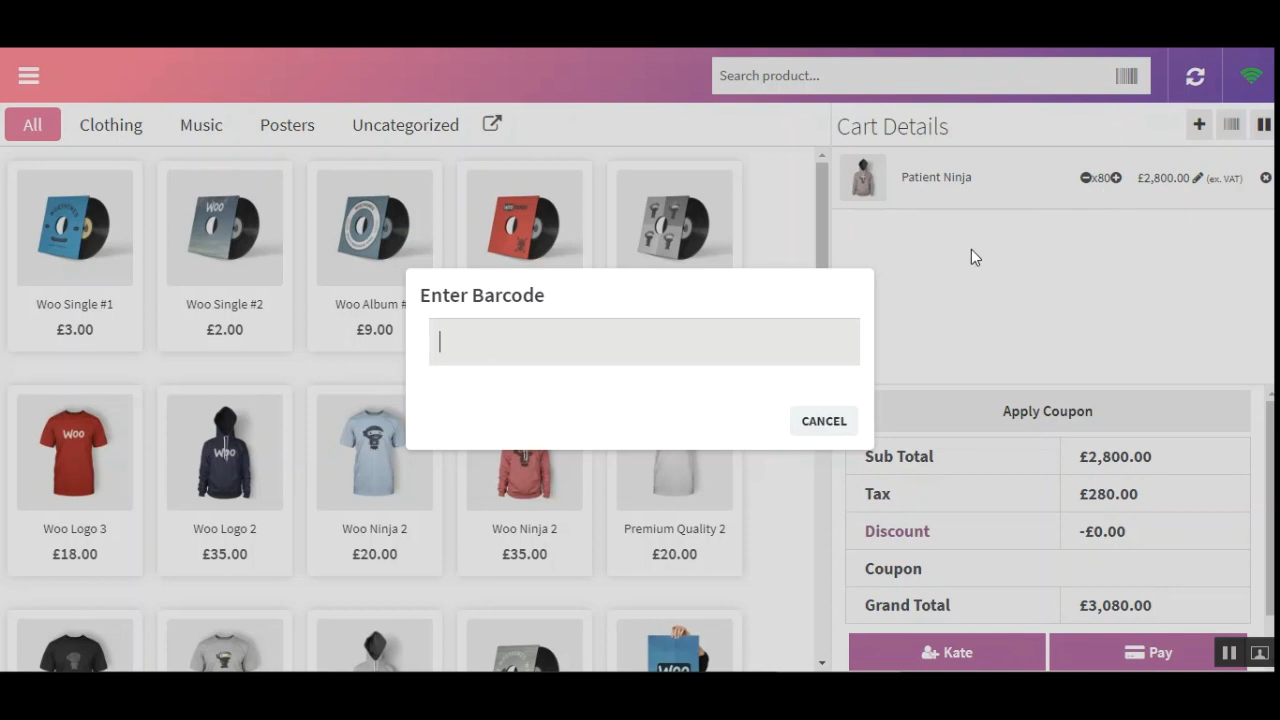 Search product...
All Clothing Music Posters Uncategorized
Cart Details
Patient Ninja x80 £2,800.00 (ex. VAT)
WOO
Woo Single #1 Woo Single #2 Woo Album #
£3.00 £2.00 £9.00
Enter Barcode
CANCEL
WOO WOO
Woo Logo 3 Woo Logo 2 Woo Ninja 2 Woo Ninja 2 Premium Quality 2
£18.00 £35.00 £20.00 £35.00 £20.00
WOO
Apply Coupon
Sub Total £2,800.00
Tax £280.00
Discount -£0.00
Coupon
Grand Total £3,080.00
Kate Pay